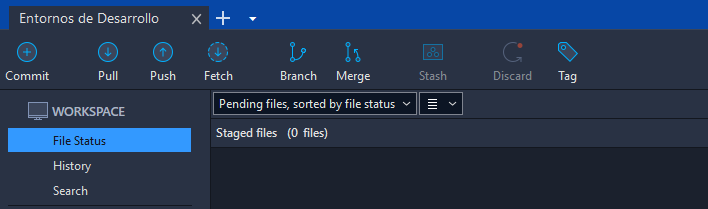 Entornos de Desarrollo
Commit Pull Push Fetch Branch Merge Stash Discard Tag
WORKSPACE
Pending files, sorted by file status
File Status
Staged files (0 files)
History
Search